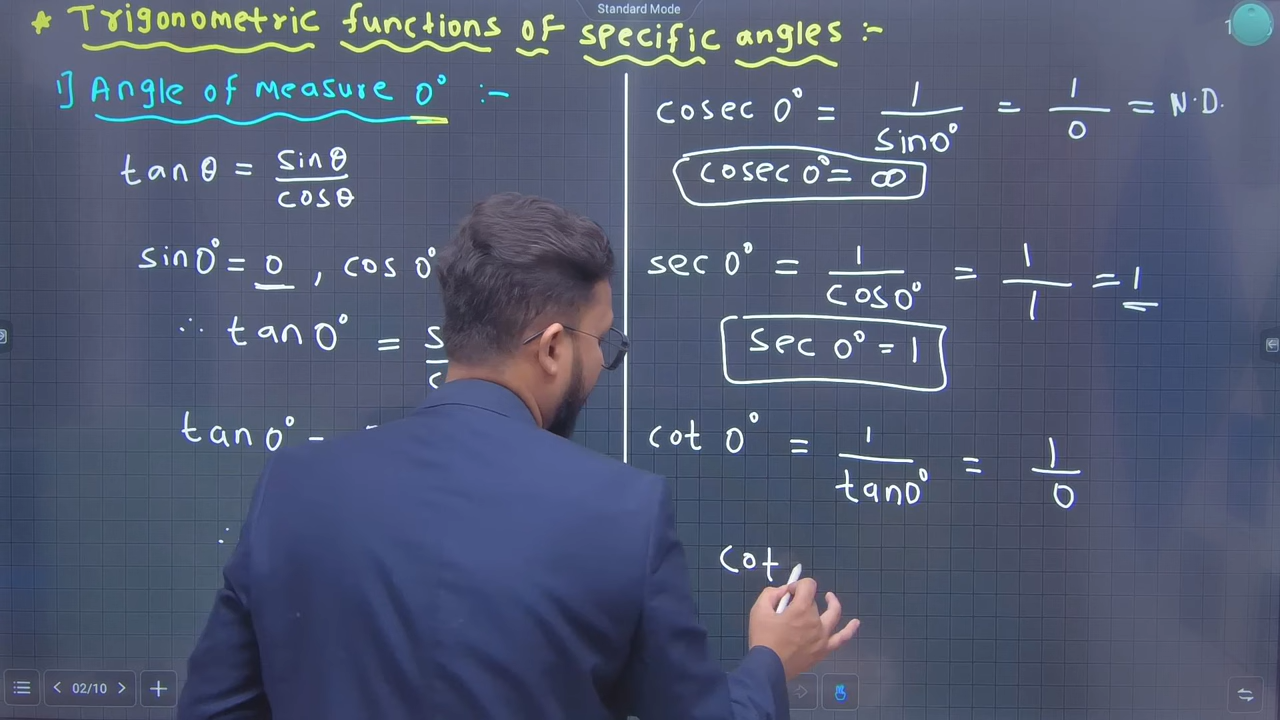 Standard Mode
* Trigonometric functions of specific angles :-
1] Angle of measure 0° :-
tan θ = sin θ / cos θ
sin 0° = 0 , cos 0°
∴ tan 0° =
tan 0°
∴
cosec 0° = 1 / sin 0° = 1 / 0 = N.D.
cosec 0° = ∞
sec 0° = 1 / cos 0° = 1 / 1 = 1
sec 0° = 1
cot 0° = 1 / tan 0° = 1 / 0
cot
02/10